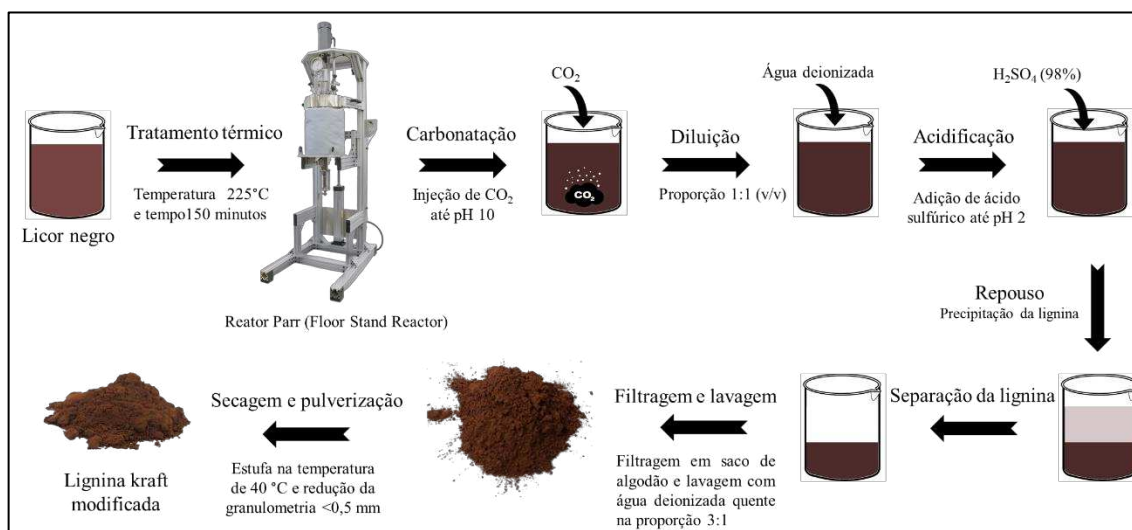 Licor negro
Tratamento térmico
Temperatura 225°C
e tempo150 minutos
Reator Parr (Floor Stand Reactor)
Carbonatação
Injeção de CO₂
até pH 10
CO₂
CO₂
Diluição
Proporção 1:1 (v/v)
Água deionizada
Acidificação
Adição de ácido
sulfúrico até pH 2
H₂SO₄ (98%)
Repouso
Precipitação da lignina
Separação da lignina
Filtragem e lavagem
Filtragem em saco de
algodão e lavagem com
água deionizada quente
na proporção 3:1
Secagem e pulverização
Estufa na temperatura
de 40 °C e redução da
granulometria <0,5 mm
Lignina kraft
modificada